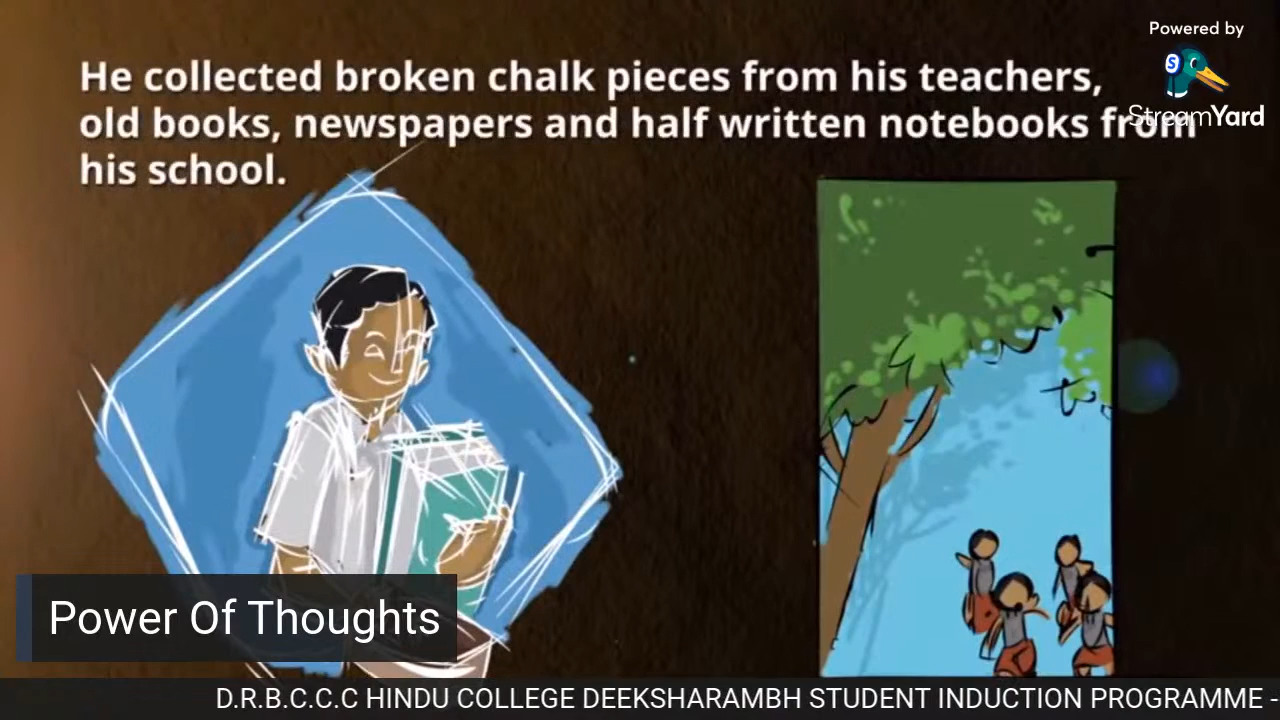 Powered by
StreamYard
He collected broken chalk pieces from his teachers,
old books, newspapers and half written notebooks from
his school.
Power Of Thoughts
D.R.B.C.C.C HINDU COLLEGE DEEKSHARAMBH STUDENT INDUCTION PROGRAMME -